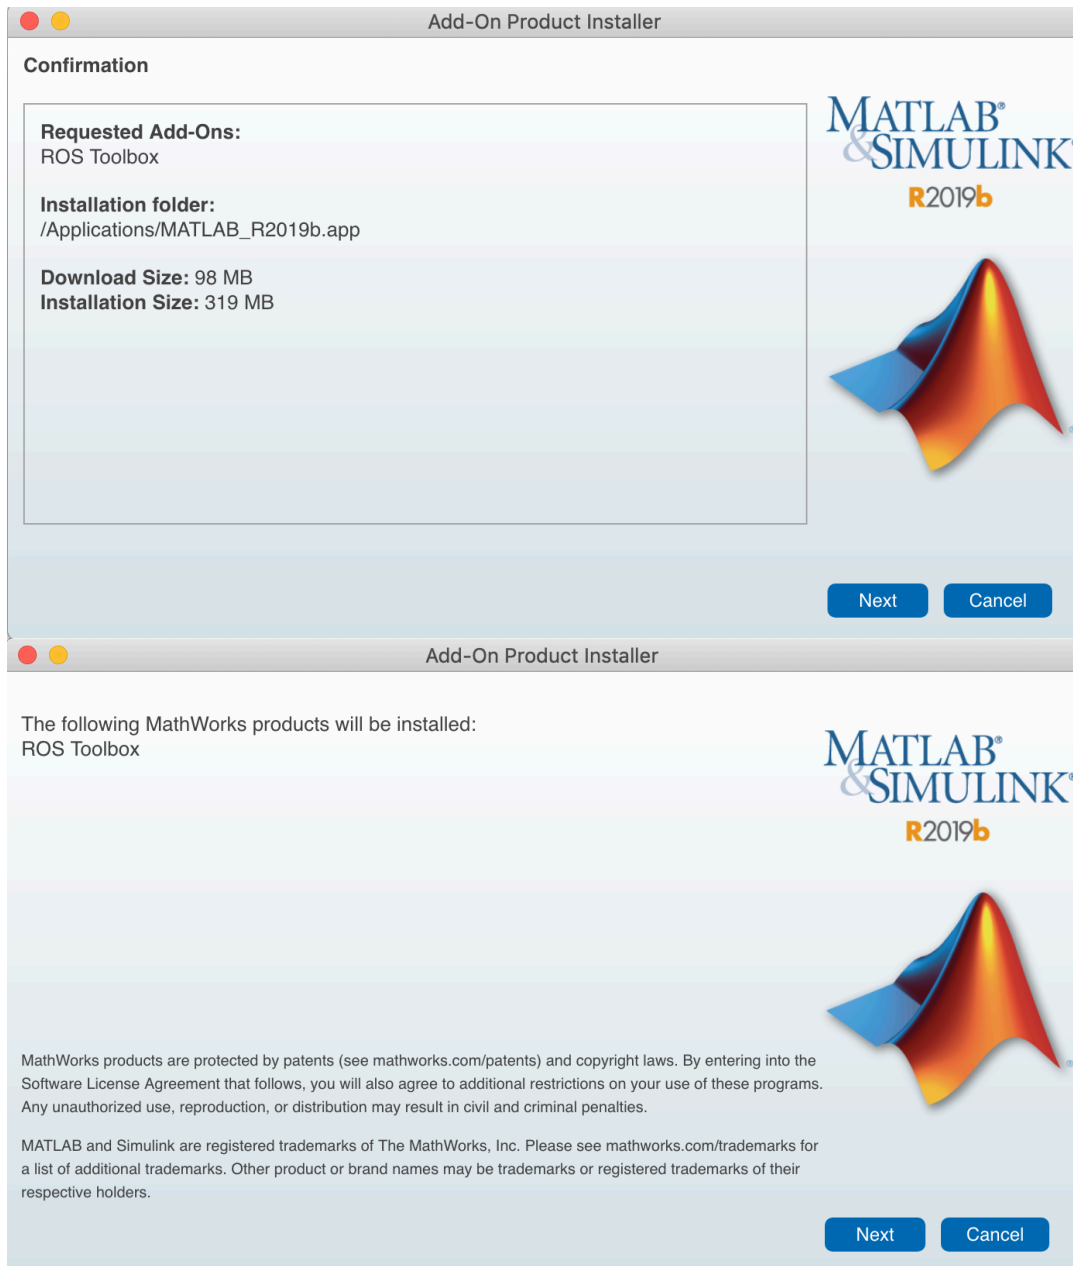 Add-On Product Installer
Confirmation
Requested Add-Ons:
ROS Toolbox
Installation folder:
/Applications/MATLAB_R2019b.app
Download Size: 98 MB
Installation Size: 319 MB
MATLAB®
&SIMULINK®
R2019b
®
Next
Cancel
Add-On Product Installer
The following MathWorks products will be installed:
ROS Toolbox
MATLAB®
&SIMULINK®
R2019b
®
MathWorks products are protected by patents (see mathworks.com/patents) and copyright laws. By entering into the
Software License Agreement that follows, you will also agree to additional restrictions on your use of these programs.
Any unauthorized use, reproduction, or distribution may result in civil and criminal penalties.
MATLAB and Simulink are registered trademarks of The MathWorks, Inc. Please see mathworks.com/trademarks for
a list of additional trademarks. Other product or brand names may be trademarks or registered trademarks of their
respective holders.
Next
Cancel